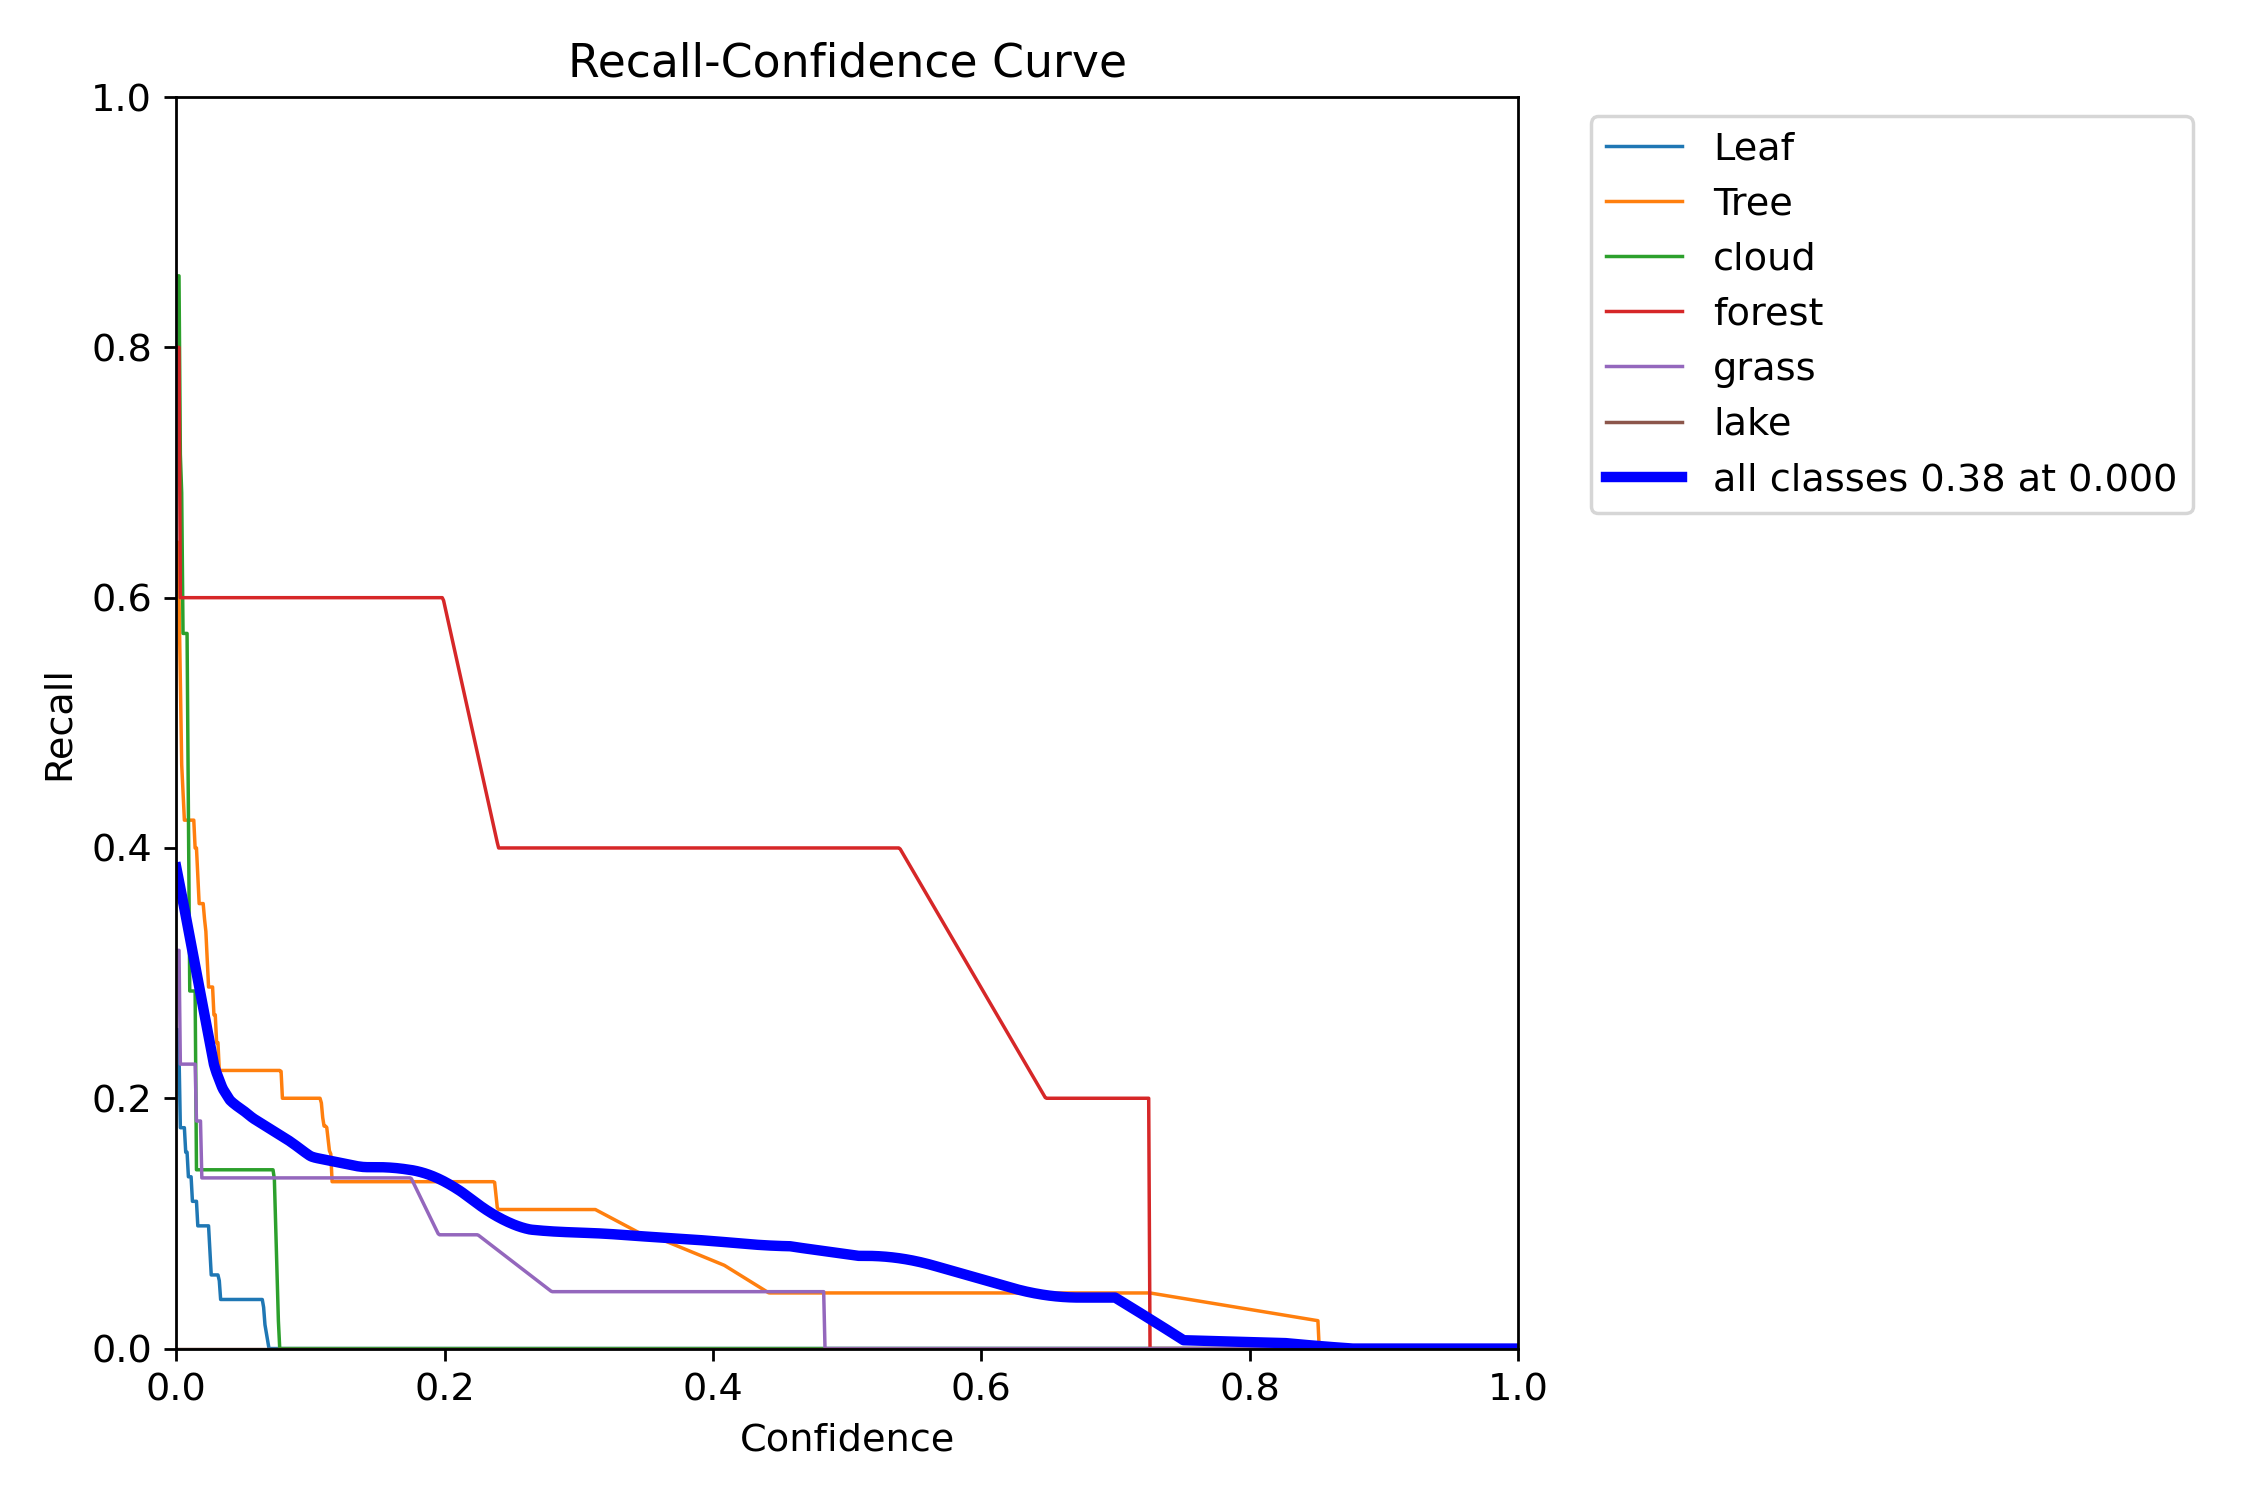 Recall-Confidence Curve
1.0
0.8
0.6
0.4
0.2
0.0
Recall
0.0 0.2 0.4 0.6 0.8 1.0
Confidence
Leaf
Tree
cloud
forest
grass
lake
all classes 0.38 at 0.000